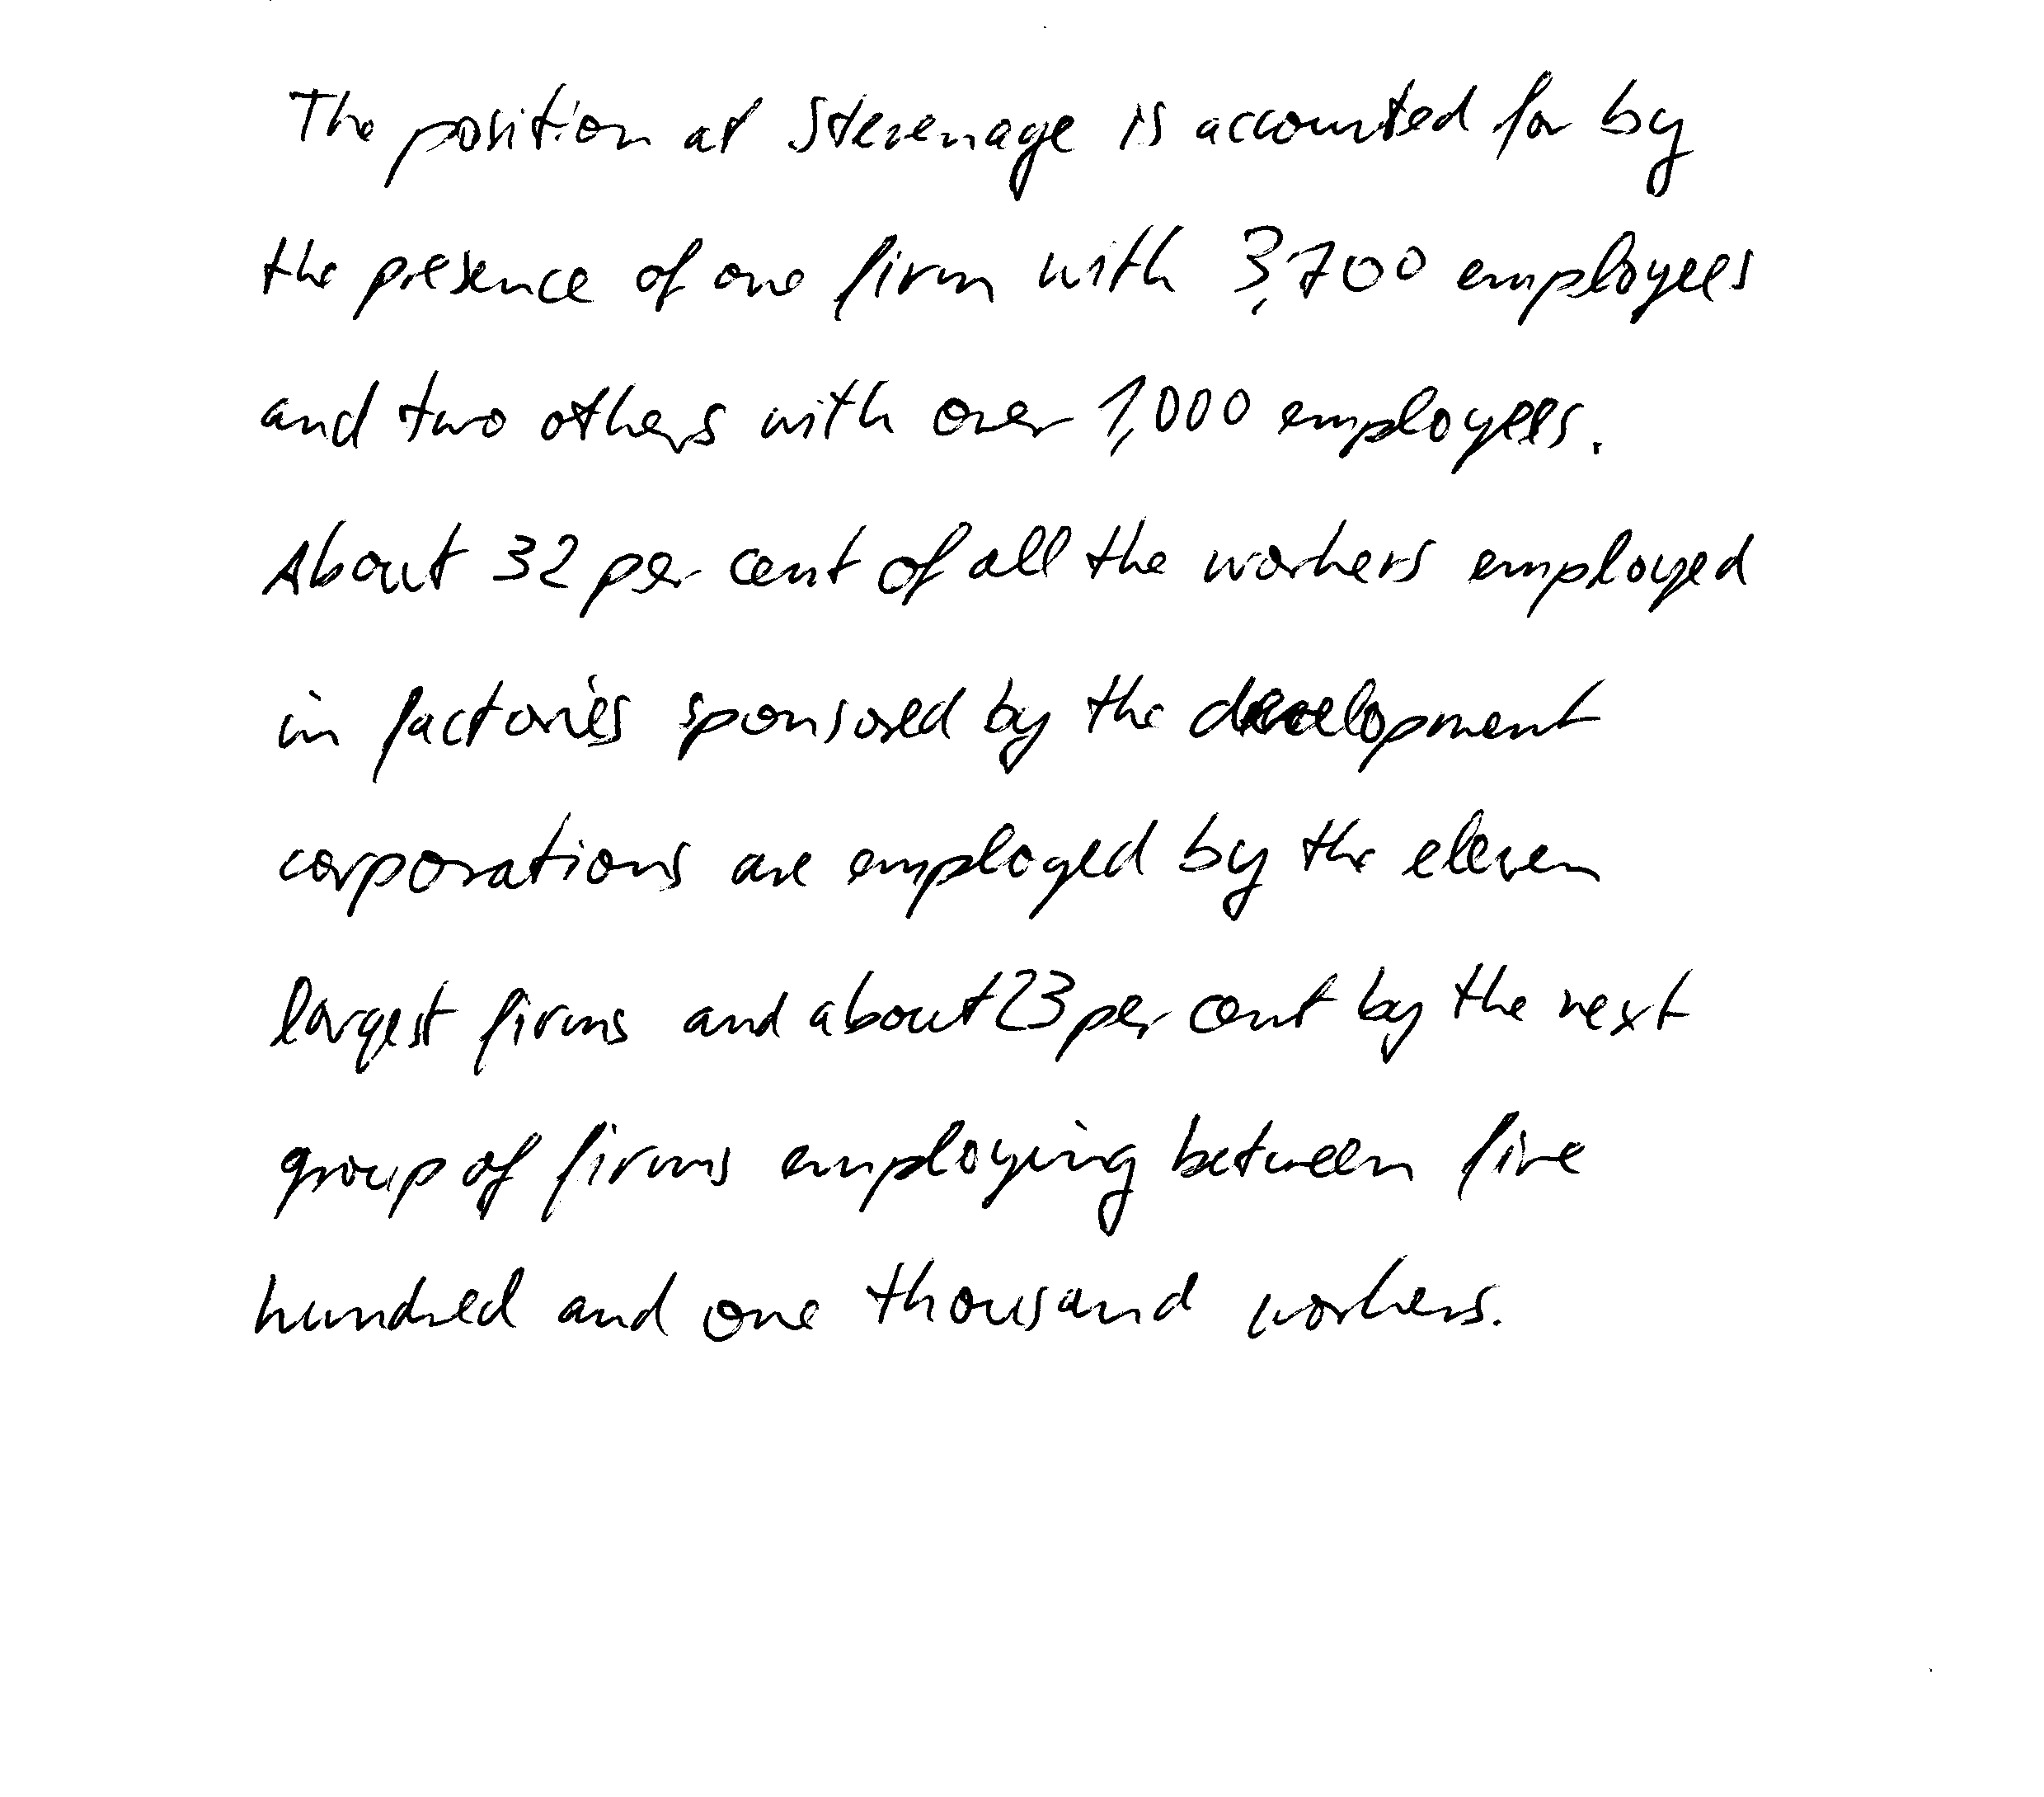 The position at Stevenage is accounted for by
the presence of one firm with 3,700 employees
and two others with over 1,000 employees.
About 32 per cent of all the workers employed
in factories sponsored by the development
corporations are employed by the eleven
largest firms and about 23 per cent by the next
group of firms employing between five
hundred and one thousand workers.